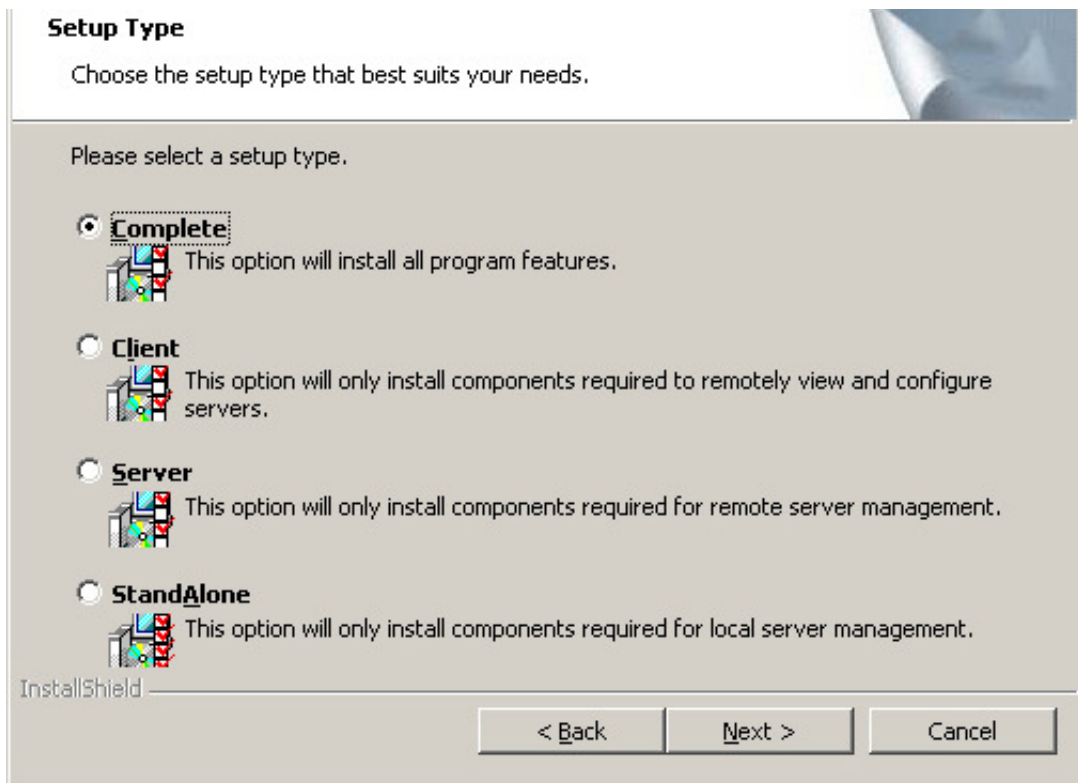 Setup Type
Choose the setup type that best suits your needs.
Please select a setup type.
Complete
This option will install all program features.
Client
This option will only install components required to remotely view and configure
servers.
Server
This option will only install components required for remote server management.
StandAlone
This option will only install components required for local server management.
InstallShield
< Back
Next >
Cancel